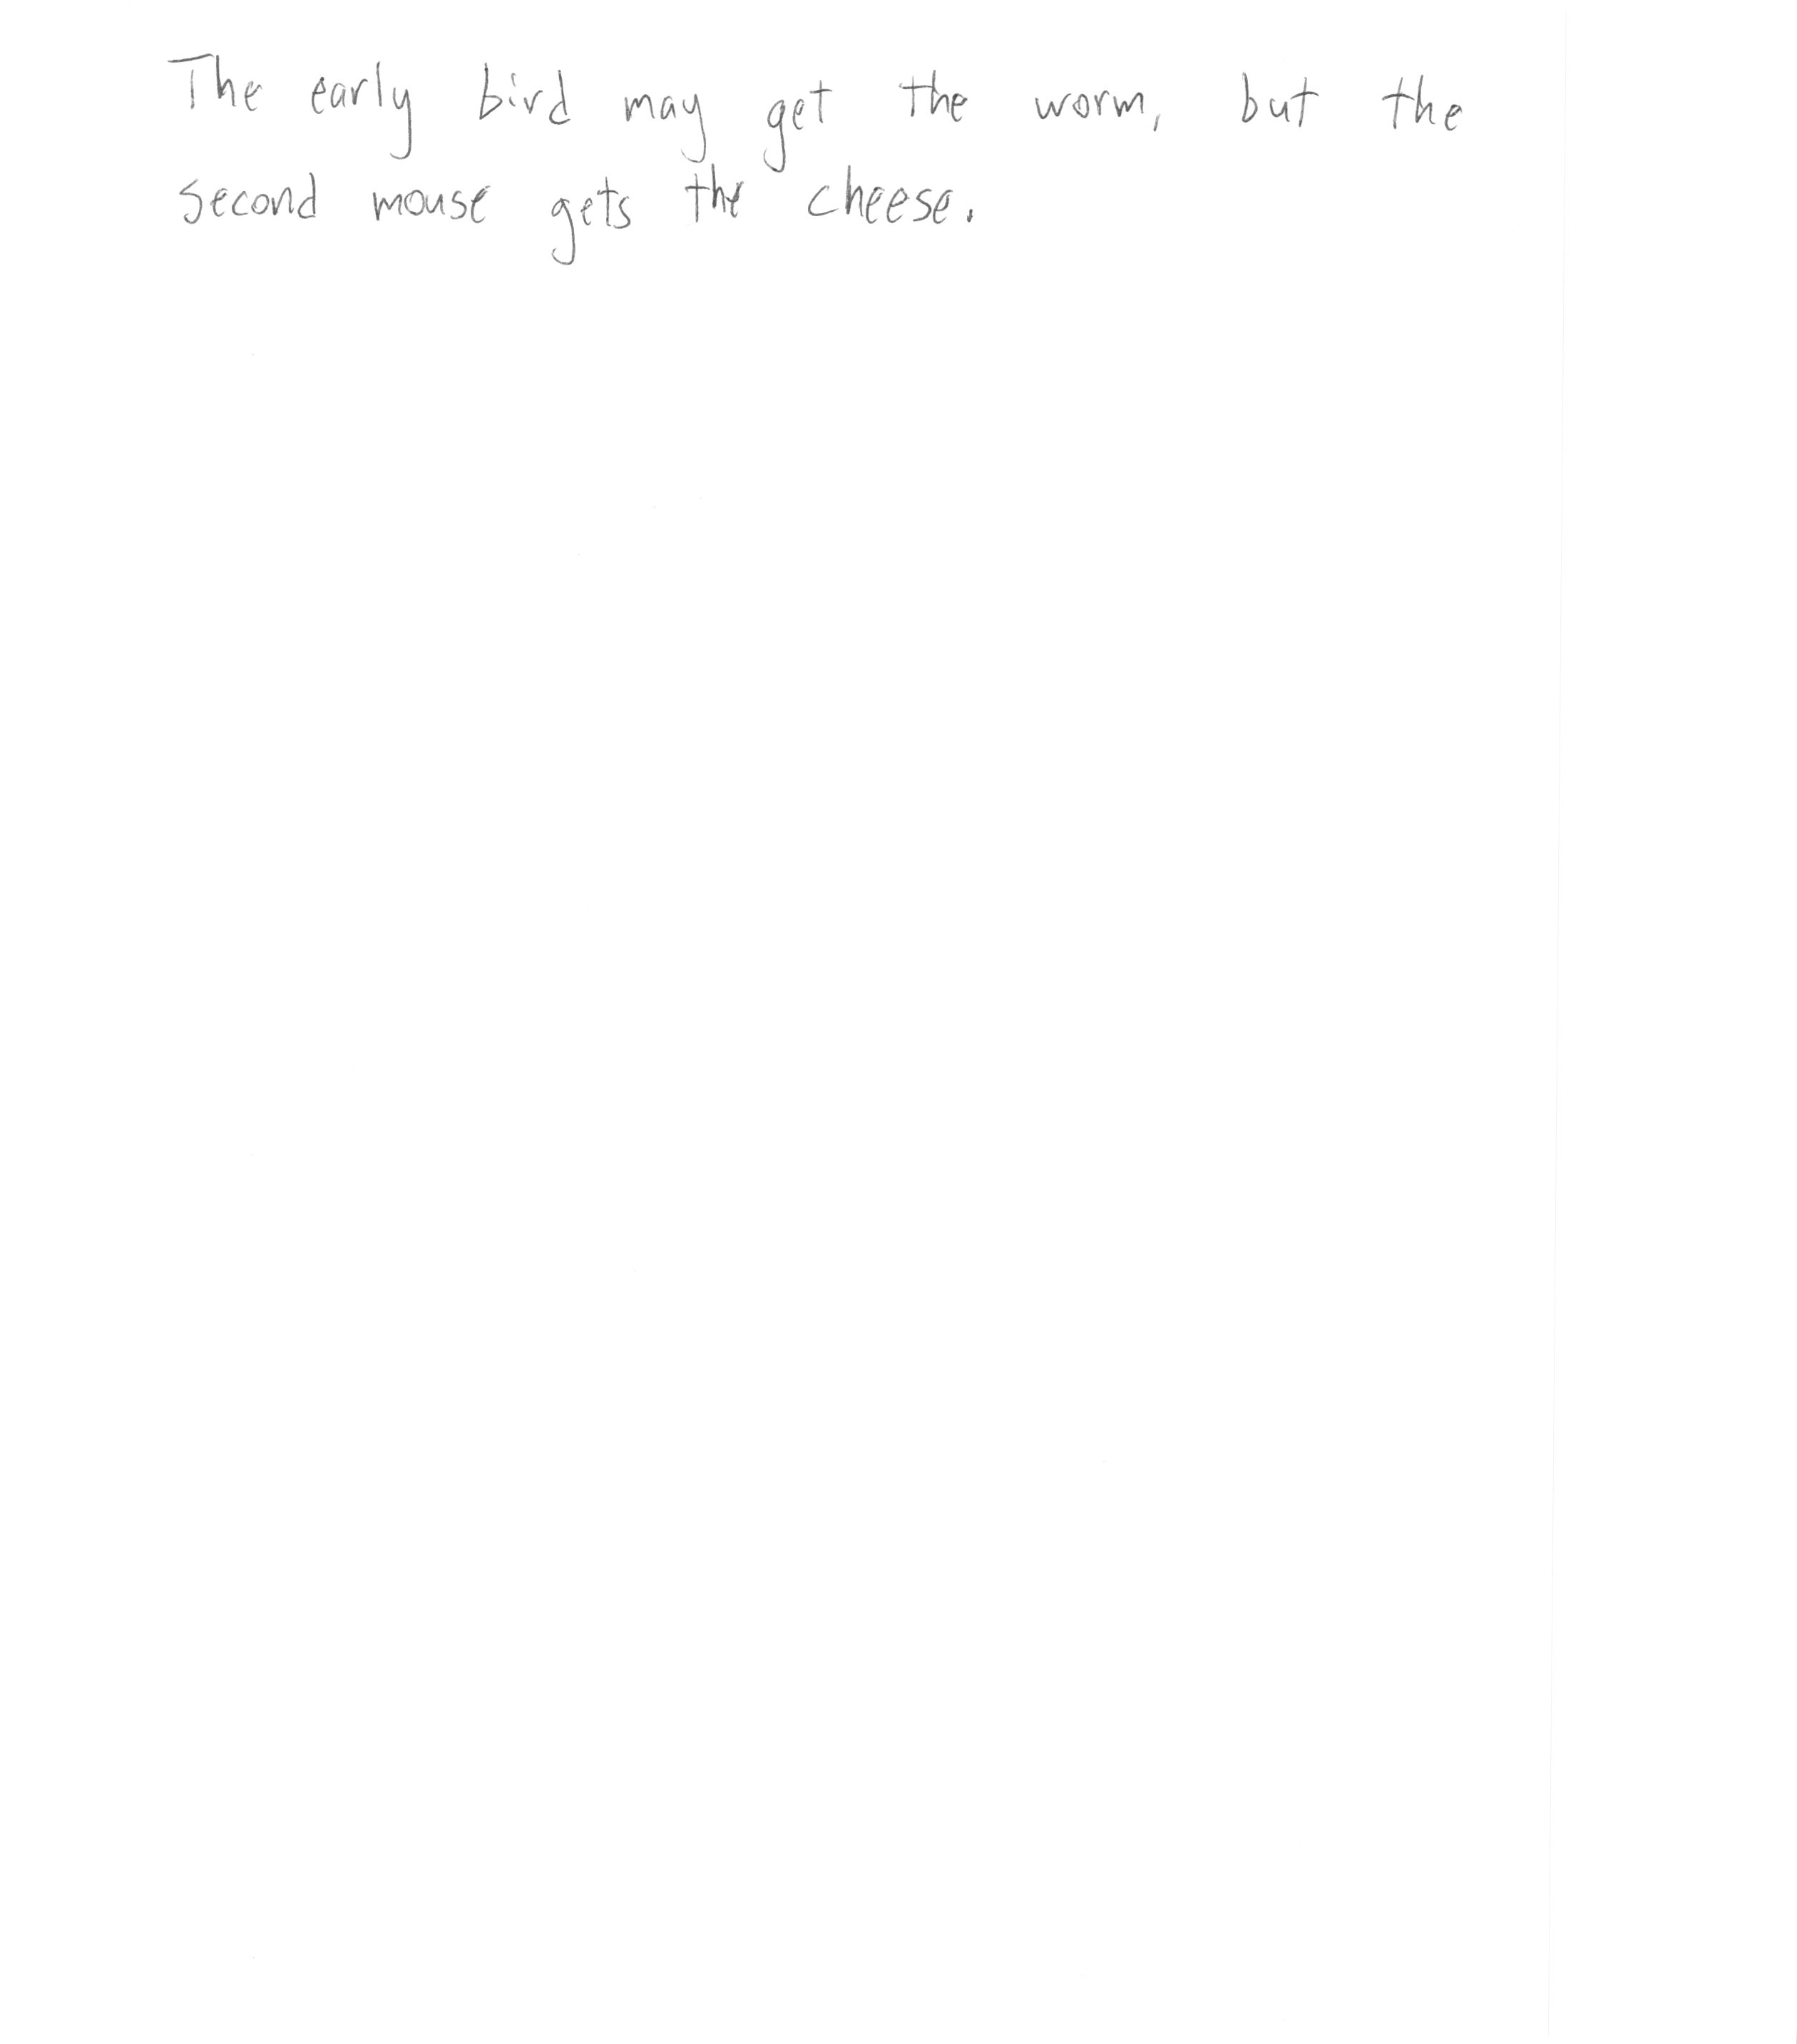 The early bird may get the worm, but the
second mouse gets the cheese.